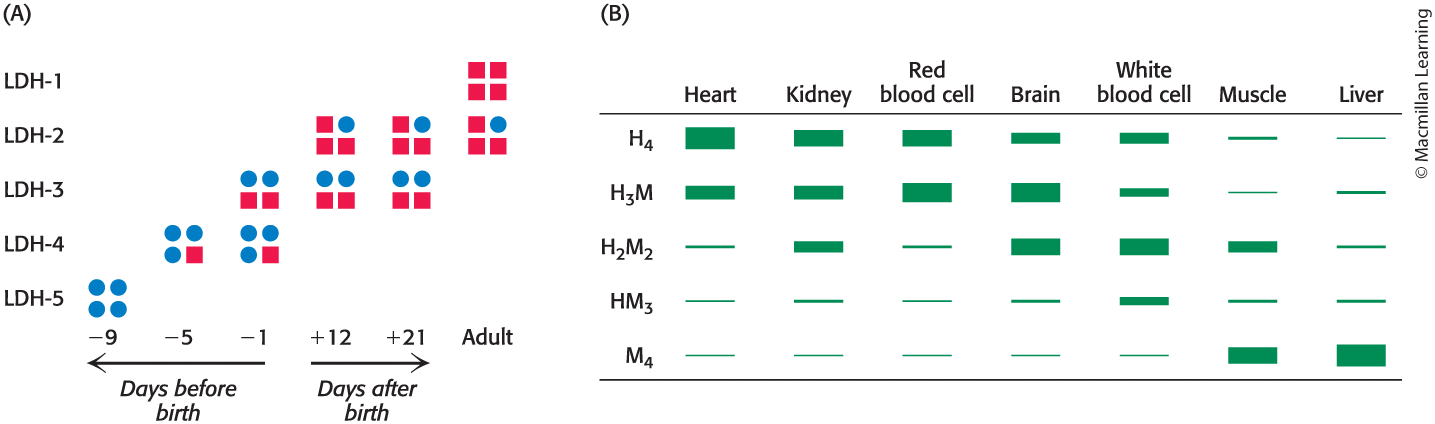 (A)
LDH-1
LDH-2
LDH-3
LDH-4
LDH-5
−9 −5 −1 +12 +21 Adult
Days before
birth
Days after
birth
(B)
Heart Kidney Red
blood cell Brain White
blood cell Muscle Liver
H₄
H₃M
H₂M₂
HM₃
M₄
© Macmillan Learning